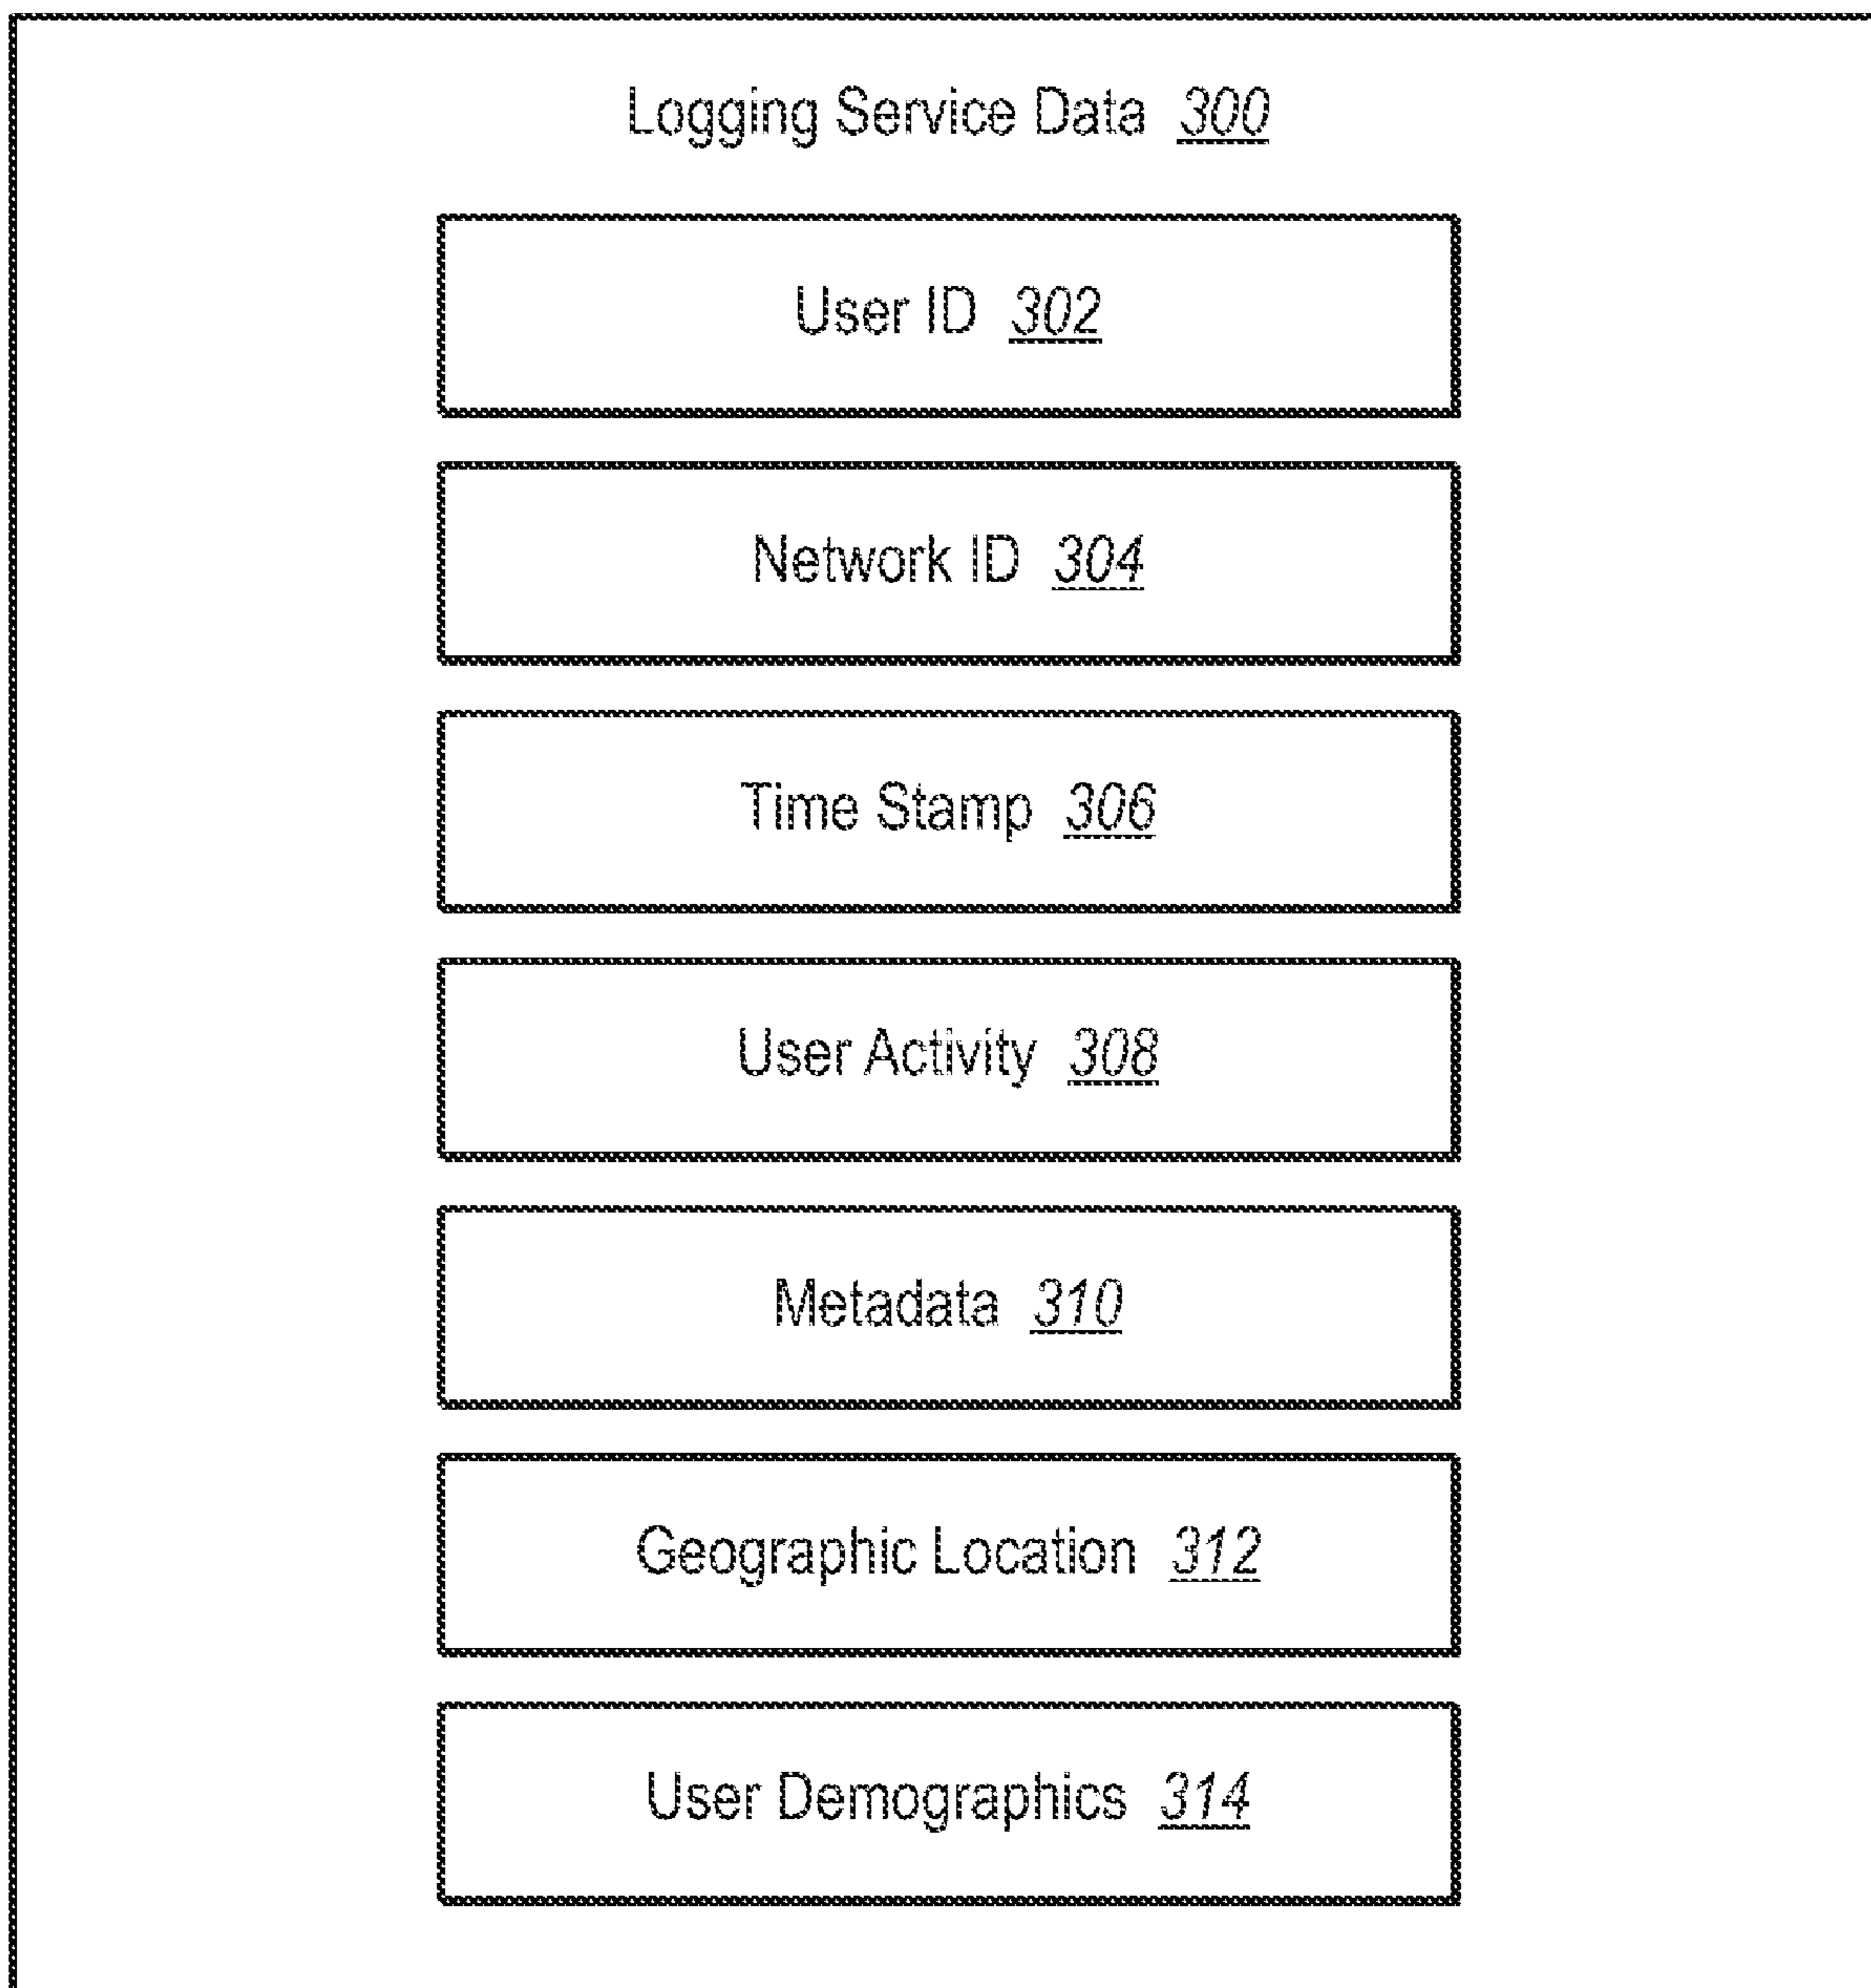 Logging Service Data 300
User ID 302
Network ID 304
Time Stamp 306
User Activity 308
Metadata 310
Geographic Location 312
User Demographics 314